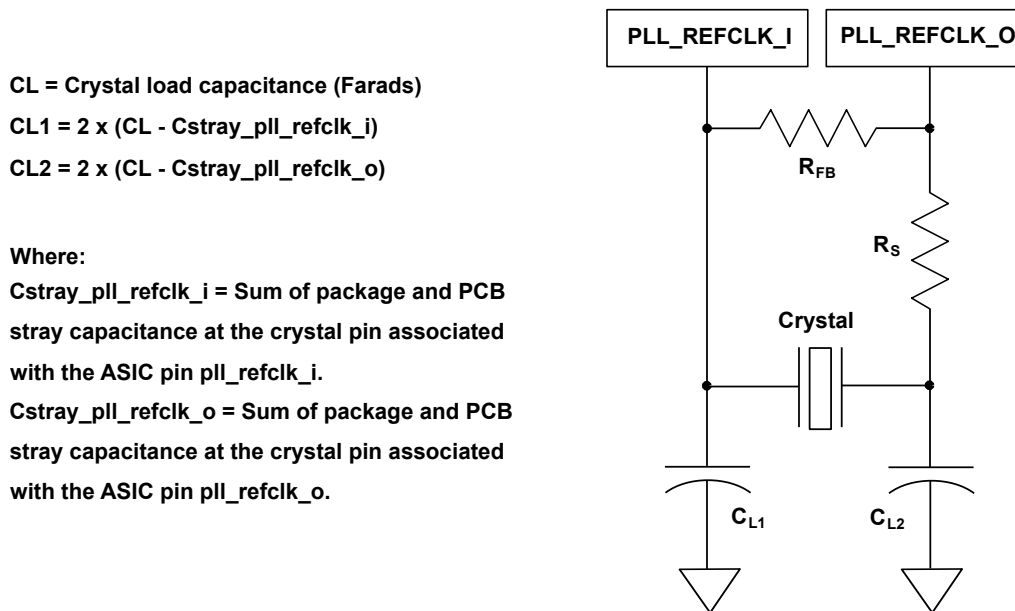 CL = Crystal load capacitance (Farads)
CL1 = 2 x (CL - Cstray_pll_refclk_i)
CL2 = 2 x (CL - Cstray_pll_refclk_o)
Where:
Cstray_pll_refclk_i = Sum of package and PCB
stray capacitance at the crystal pin associated
with the ASIC pin pll_refclk_i.
Cstray_pll_refclk_o = Sum of package and PCB
stray capacitance at the crystal pin associated
with the ASIC pin pll_refclk_o.
PLL_REFCLK_I
PLL_REFCLK_O
RFB
RS
Crystal
CL1
CL2